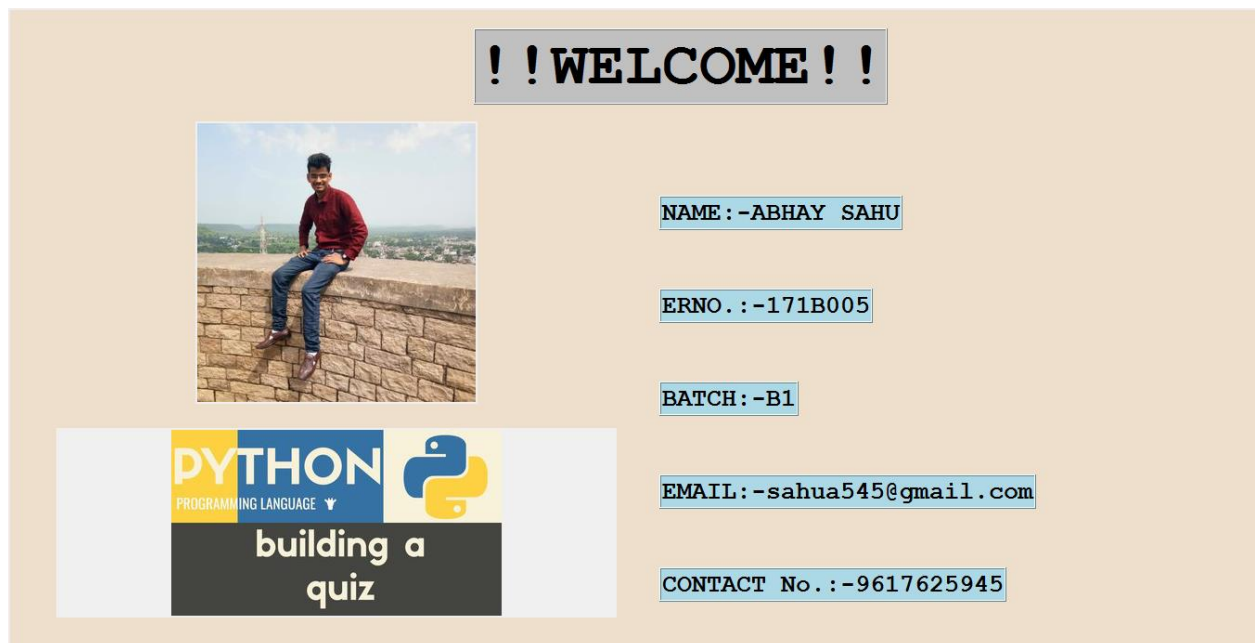 !!WELCOME!!
NAME:-ABHAY SAHU
ERNO.:-171B005
BATCH:-B1
EMAIL:-sahua545@gmail.com
CONTACT No.:-9617625945
PYTHON
PROGRAMMING LANGUAGE
building a
quiz